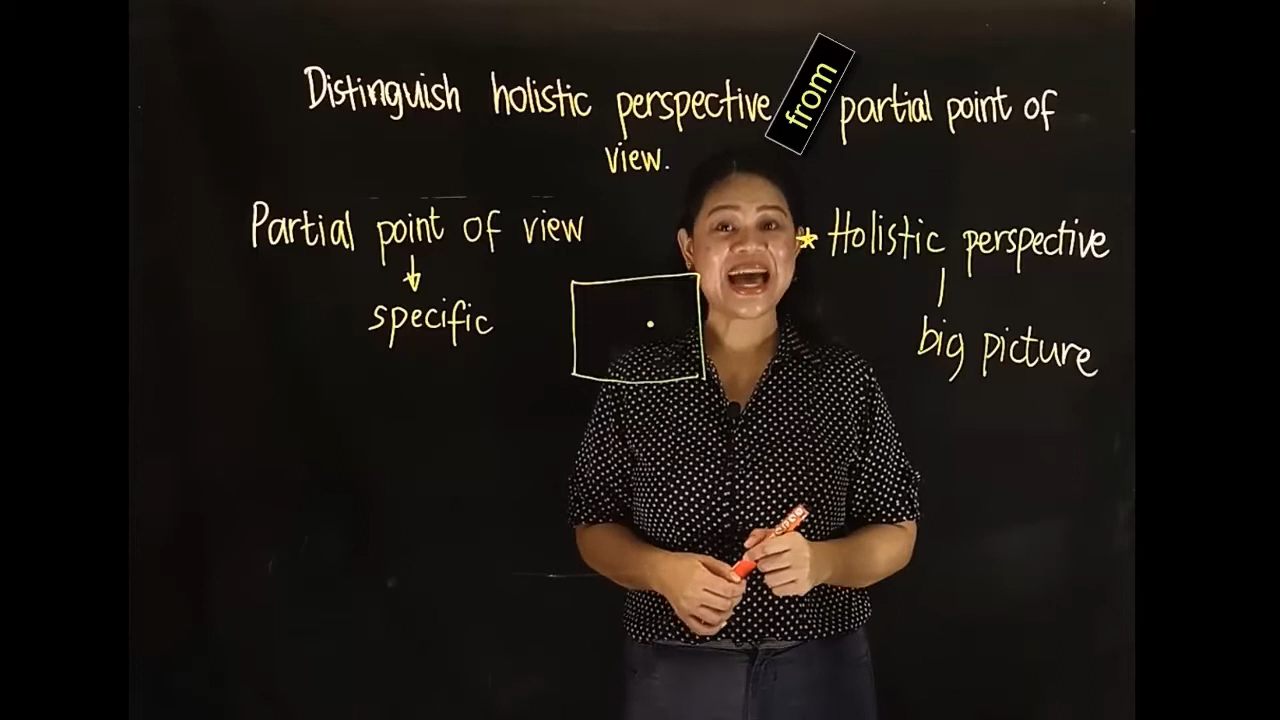 Distinguish holistic perspective from partial point of
view.
Partial point of view
specific
Holistic perspective
big picture